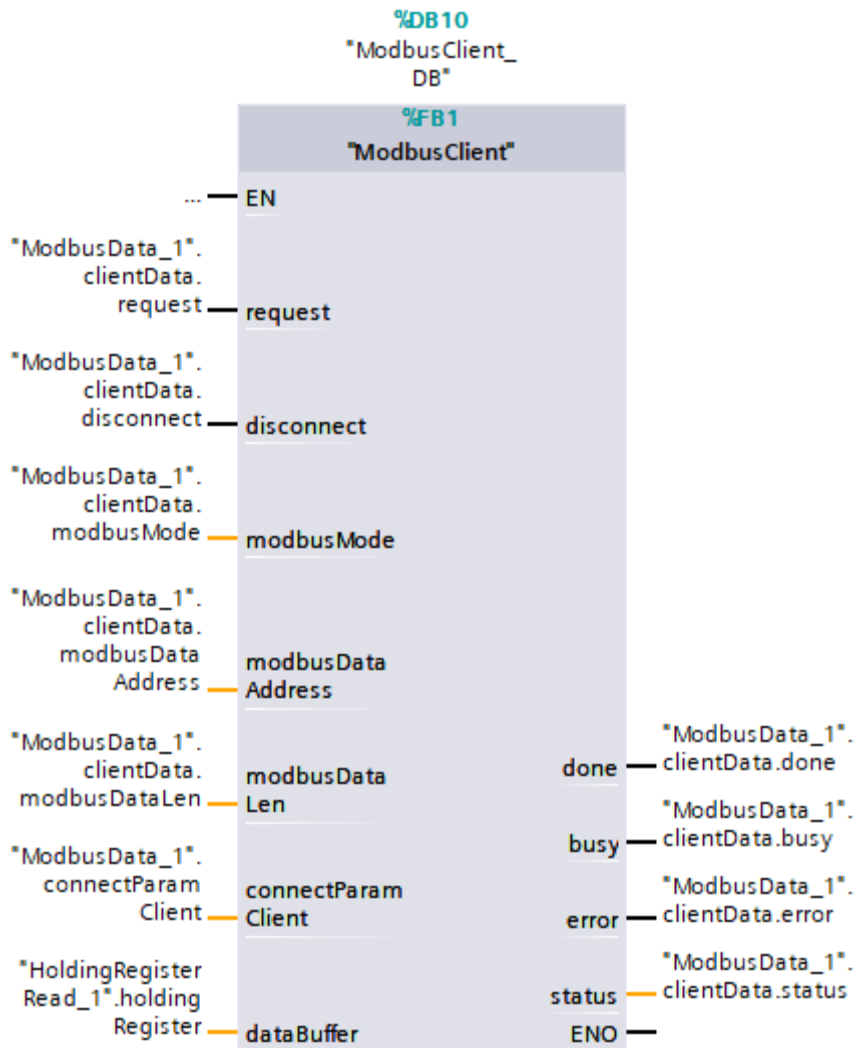 %DB10
"ModbusClient_
DB"
%FB1
"ModbusClient"
... EN
"ModbusData_1".
clientData.
request request
"ModbusData_1".
clientData.
disconnect disconnect
"ModbusData_1".
clientData.
modbusMode modbusMode
"ModbusData_1".
clientData.
modbusData
Address
modbusData
Address
"ModbusData_1".
clientData.
modbusDataLen
modbusData
Len
"ModbusData_1".
connectParam
Client
connectParam
Client
"HoldingRegister
Read_1".holding
Register dataBuffer
done
"ModbusData_1".
clientData.done
busy
"ModbusData_1".
clientData.busy
error
"ModbusData_1".
clientData.error
status
"ModbusData_1".
clientData.status
ENO